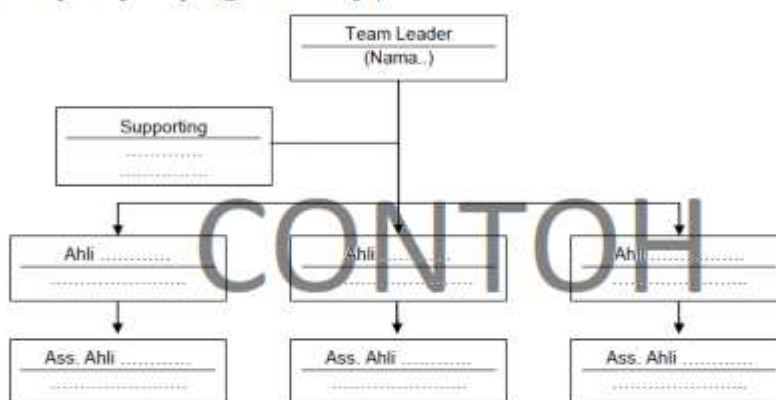 Team Leader
(Nama..)
Supporting
..............
................
CONTOH
Ahli ............
.........................
Ahli ............
.........................
Ahli ................
.........................
Ass. Ahli .............
.........................
Ass. Ahli .............
.........................
Ass. Ahli .............
.........................